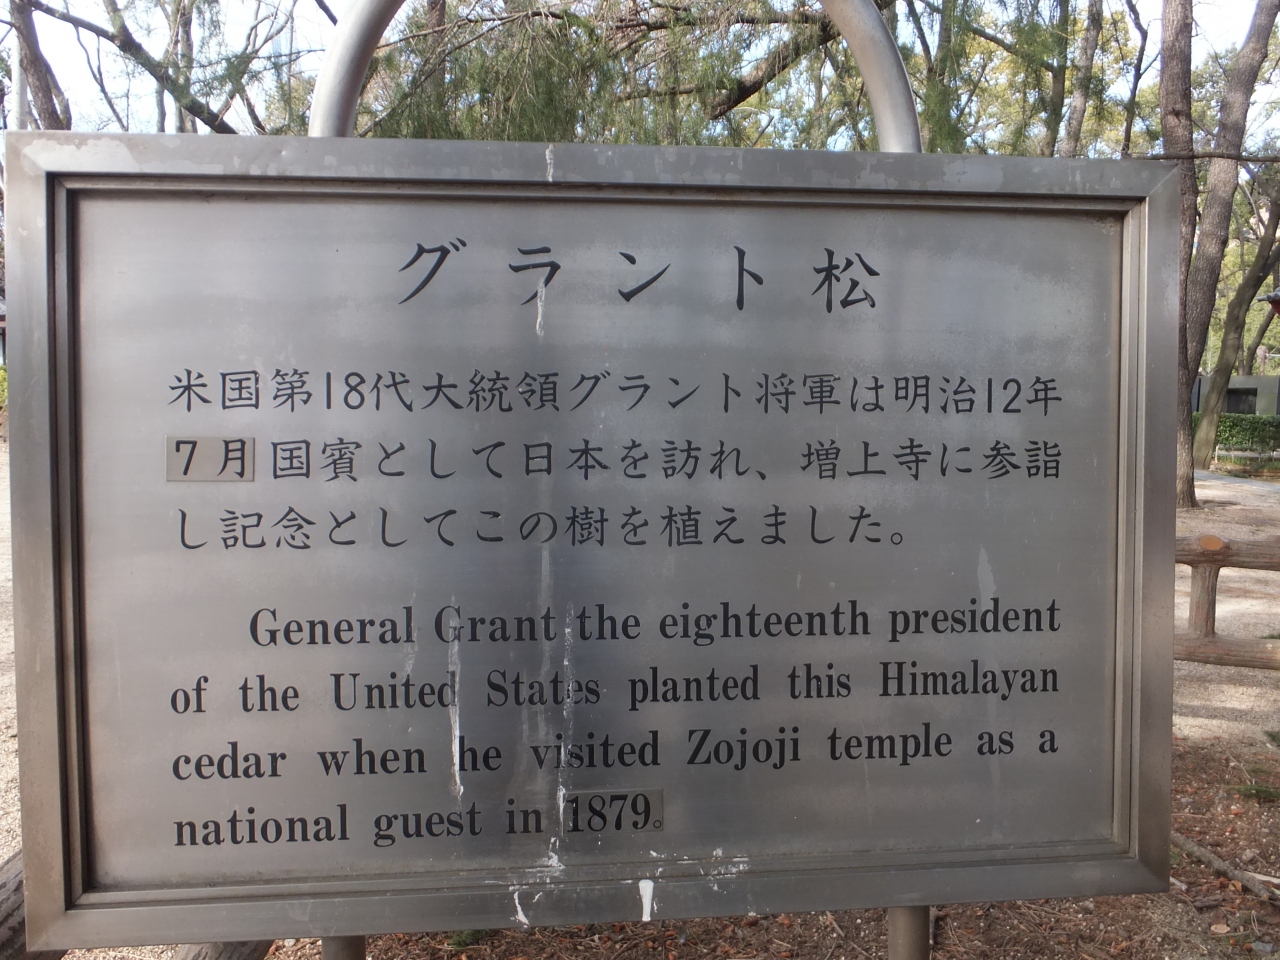 グラント松
米国第18代大統領グラント将軍は明治12年
7月国賓として日本を訪れ、増上寺に参詣
し記念としてこの樹を植えました。
General Grant the eighteenth president
of the United States planted this Himalayan
cedar when he visited Zojoji temple as a
national guest in 1879。